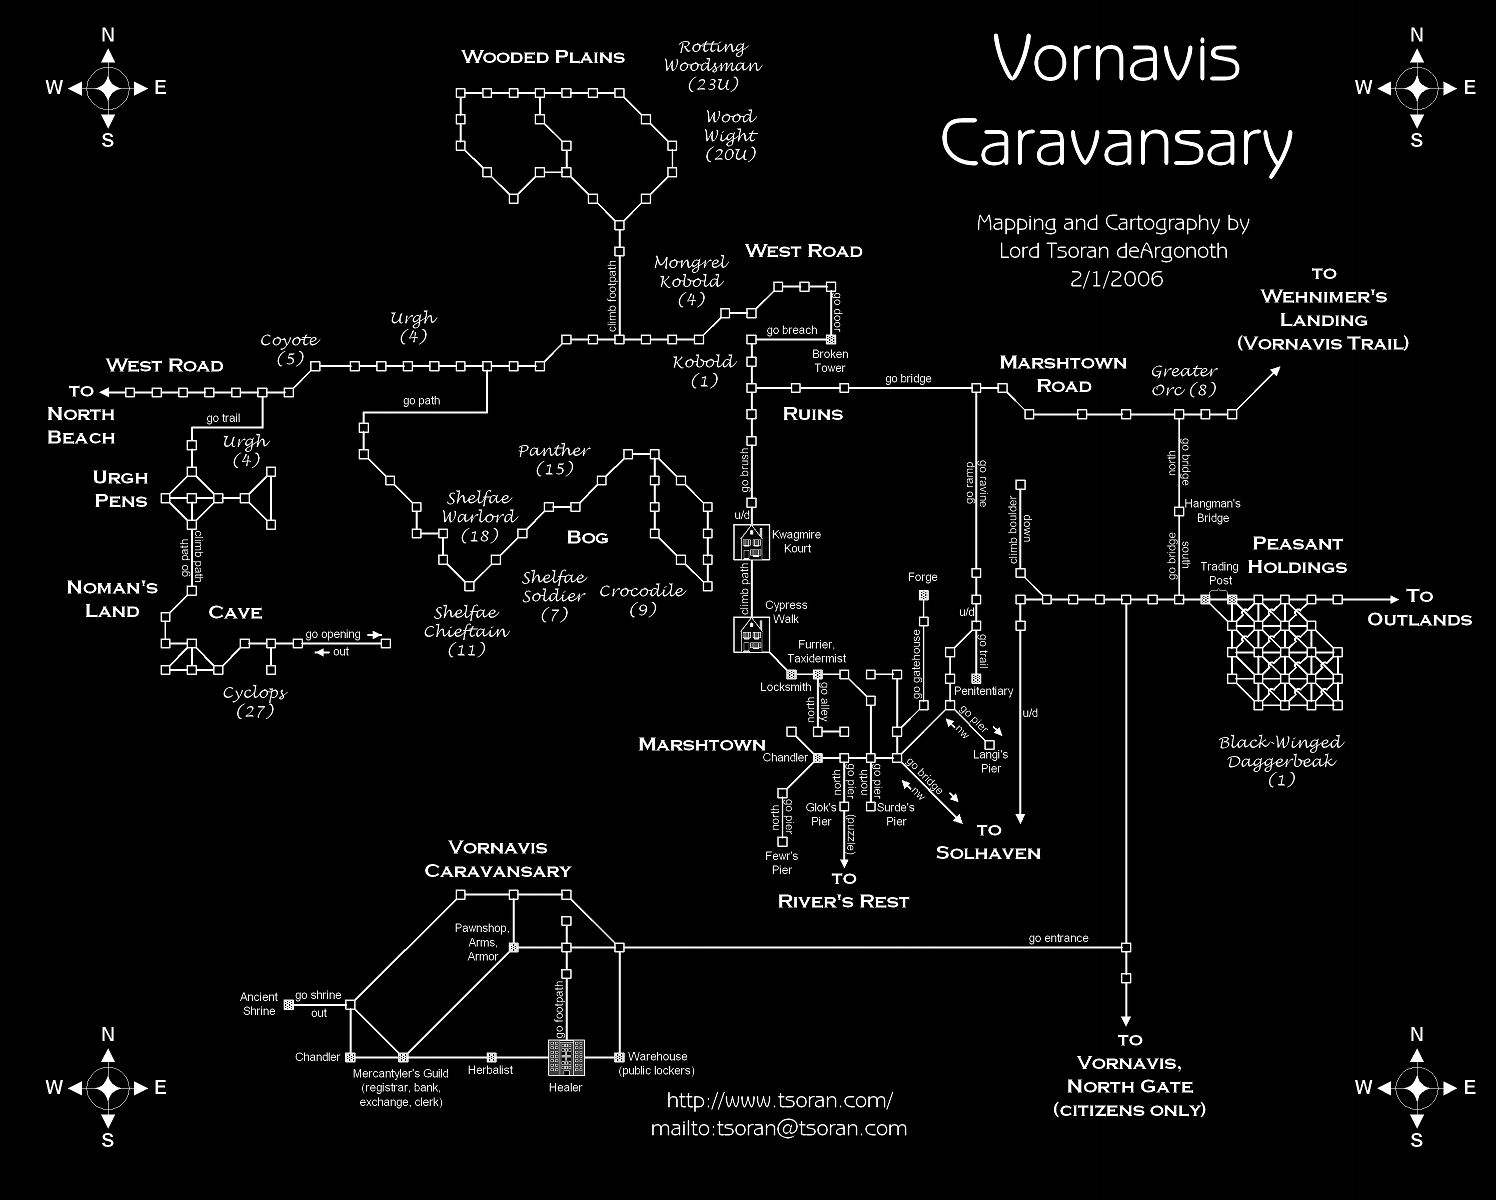 N
W E
S
Wooded Plains
Rotting
Woodsman
(23U)
Wood
Wight
(20U)
Vornavis
Caravansary
Mapping and Cartography by
Lord Tsoran deArgonoth
2/1/2006
N
W E
S
climb footpath
Mongrel
Kobold
(4)
West Road
go door
go breach
Broken
Tower
Kobold
(1)
to
Wehnimer's
Landing
(Vornavis Trail)
Urgh
(4)
Coyote
(5)
West Road
to
North
Beach
go trail
go path
Urgh
(4)
Urgh
Pens
go path
climb path
Noman's
Land
Cave
go opening
out
Cyclops
(27)
Panther
(15)
Shelfae
Warlord
(18)
Bog
Shelfae
Soldier
(7)
Crocodile
(9)
Shelfae
Chieftain
(11)
Ruins
go bridge
Marshtown
Road
Greater
Orc (8)
go brush
u/d
Kwagmire
Kourt
climb path
Cypress
Walk
Furrier,
Taxidermist
Locksmith
north
go alley
Forge
go gatehouse
go ramp
go ravine
u/d
go trail
Penitentiary
climb boulder
down
u/d
north
go bridge
Hangman's
Bridge
go bridge
south
Trading
Post
Peasant
Holdings
To
Outlands
Black-Winged
Daggerbeak
(1)
Marshtown
Chandler
north
go pier
Fewr's
Pier
north
go pier
Glok's
Pier
(puzzle)
north
go pier
Surde's
Pier
go bridge
nw
go pier
nw
Langi's
Pier
to
Solhaven
to
River's Rest
Vornavis
Caravansary
Pawnshop,
Arms,
Armor
go entrance
Ancient
Shrine
go shrine
out
go footpath
Chandler
Mercantyler's Guild
(registrar, bank,
exchange, clerk)
Herbalist
Healer
Warehouse
(public lockers)
to
Vornavis,
North Gate
(citizens only)
N
W E
S
http://www.tsoran.com/
mailto:tsoran@tsoran.com
N
W E
S